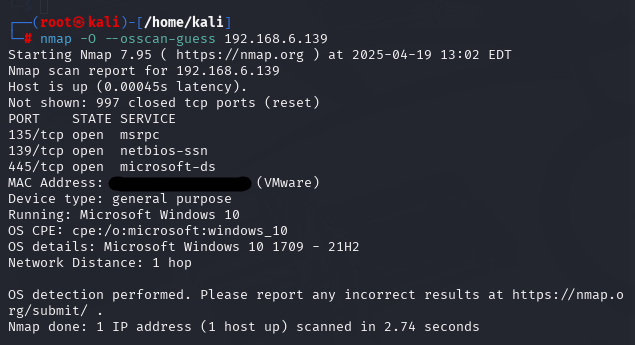 ┌──(root㉿kali)-[/home/kali]
└─# nmap -O --osscan-guess 192.168.6.139
Starting Nmap 7.95 ( https://nmap.org ) at 2025-04-19 13:02 EDT
Nmap scan report for 192.168.6.139
Host is up (0.00045s latency).
Not shown: 997 closed tcp ports (reset)
PORT    STATE SERVICE
135/tcp open  msrpc
139/tcp open  netbios-ssn
445/tcp open  microsoft-ds
MAC Address: (VMware)
Device type: general purpose
Running: Microsoft Windows 10
OS CPE: cpe:/o:microsoft:windows_10
OS details: Microsoft Windows 10 1709 - 21H2
Network Distance: 1 hop
OS detection performed. Please report any incorrect results at https://nmap.o
rg/submit/ .
Nmap done: 1 IP address (1 host up) scanned in 2.74 seconds